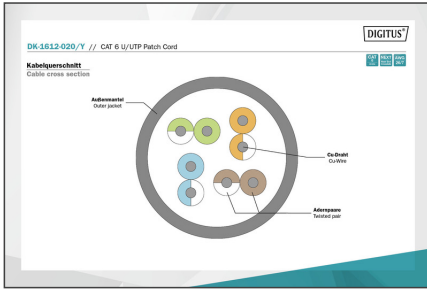 DIGITUS®
DK-1612-020/Y // CAT 6 U/UTP Patch Cord
Kabelquerschnitt
Cable cross section
Außenmantel
Outer jacket
Cu-Draht
Cu-Wire
Aderspaare
Twisted pair